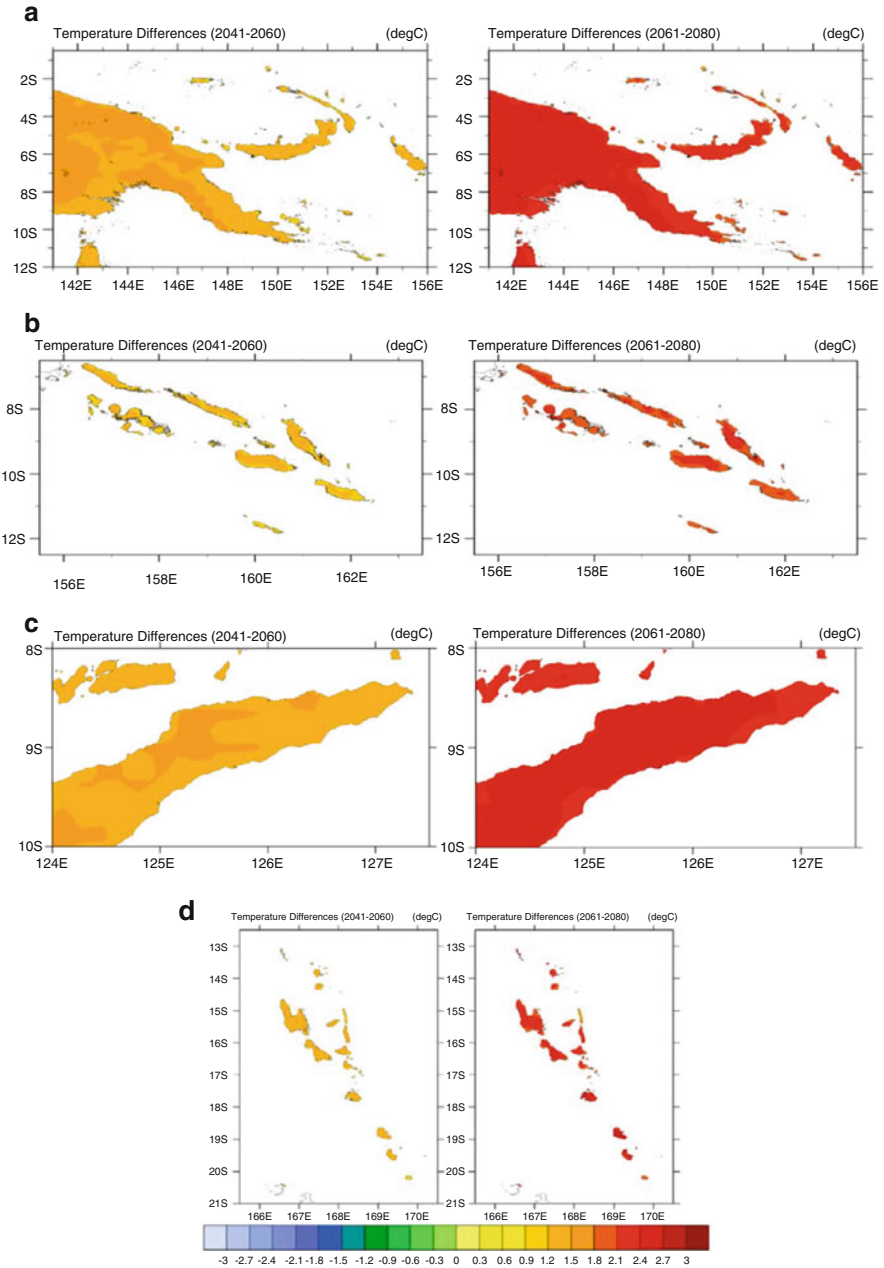 a
Temperature Differences (2041-2060) (degC) Temperature Differences (2061-2080) (degC)
2S 2S
4S 4S
6S 6S
8S 8S
10S 10S
12S 12S
142E 144E 146E 148E 150E 152E 154E 156E 142E 144E 146E 148E 150E 152E 154E 156E
b
Temperature Differences (2041-2060) (degC) Temperature Differences (2061-2080) (degC)
8S 8S
10S 10S
12S 12S
156E 158E 160E 162E 156E 158E 160E 162E
c
Temperature Differences (2041-2060) (degC) Temperature Differences (2061-2080) (degC)
8S 8S
9S 9S
10S 10S
124E 125E 126E 127E 124E 125E 126E 127E
d
Temperature Differences (2041-2060) (degC) Temperature Differences (2061-2080) (degC)
13S 13S
14S 14S
15S 15S
16S 16S
17S 17S
18S 18S
19S 19S
20S 20S
21S 21S
166E 167E 168E 169E 170E 166E 167E 168E 169E 170E
-3 -2.7 -2.4 -2.1 -1.8 -1.5 -1.2 -0.9 -0.6 -0.3 0 0.3 0.6 0.9 1.2 1.5 1.8 2.1 2.4 2.7 3